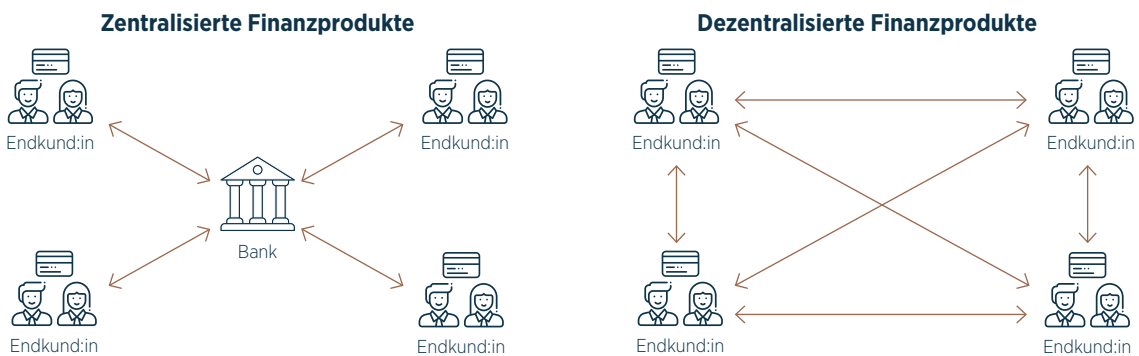 Zentralisierte Finanzprodukte
Endkund:in
Endkund:in
Bank
Endkund:in
Endkund:in
Dezentralisierte Finanzprodukte
Endkund:in
Endkund:in
Endkund:in
Endkund:in